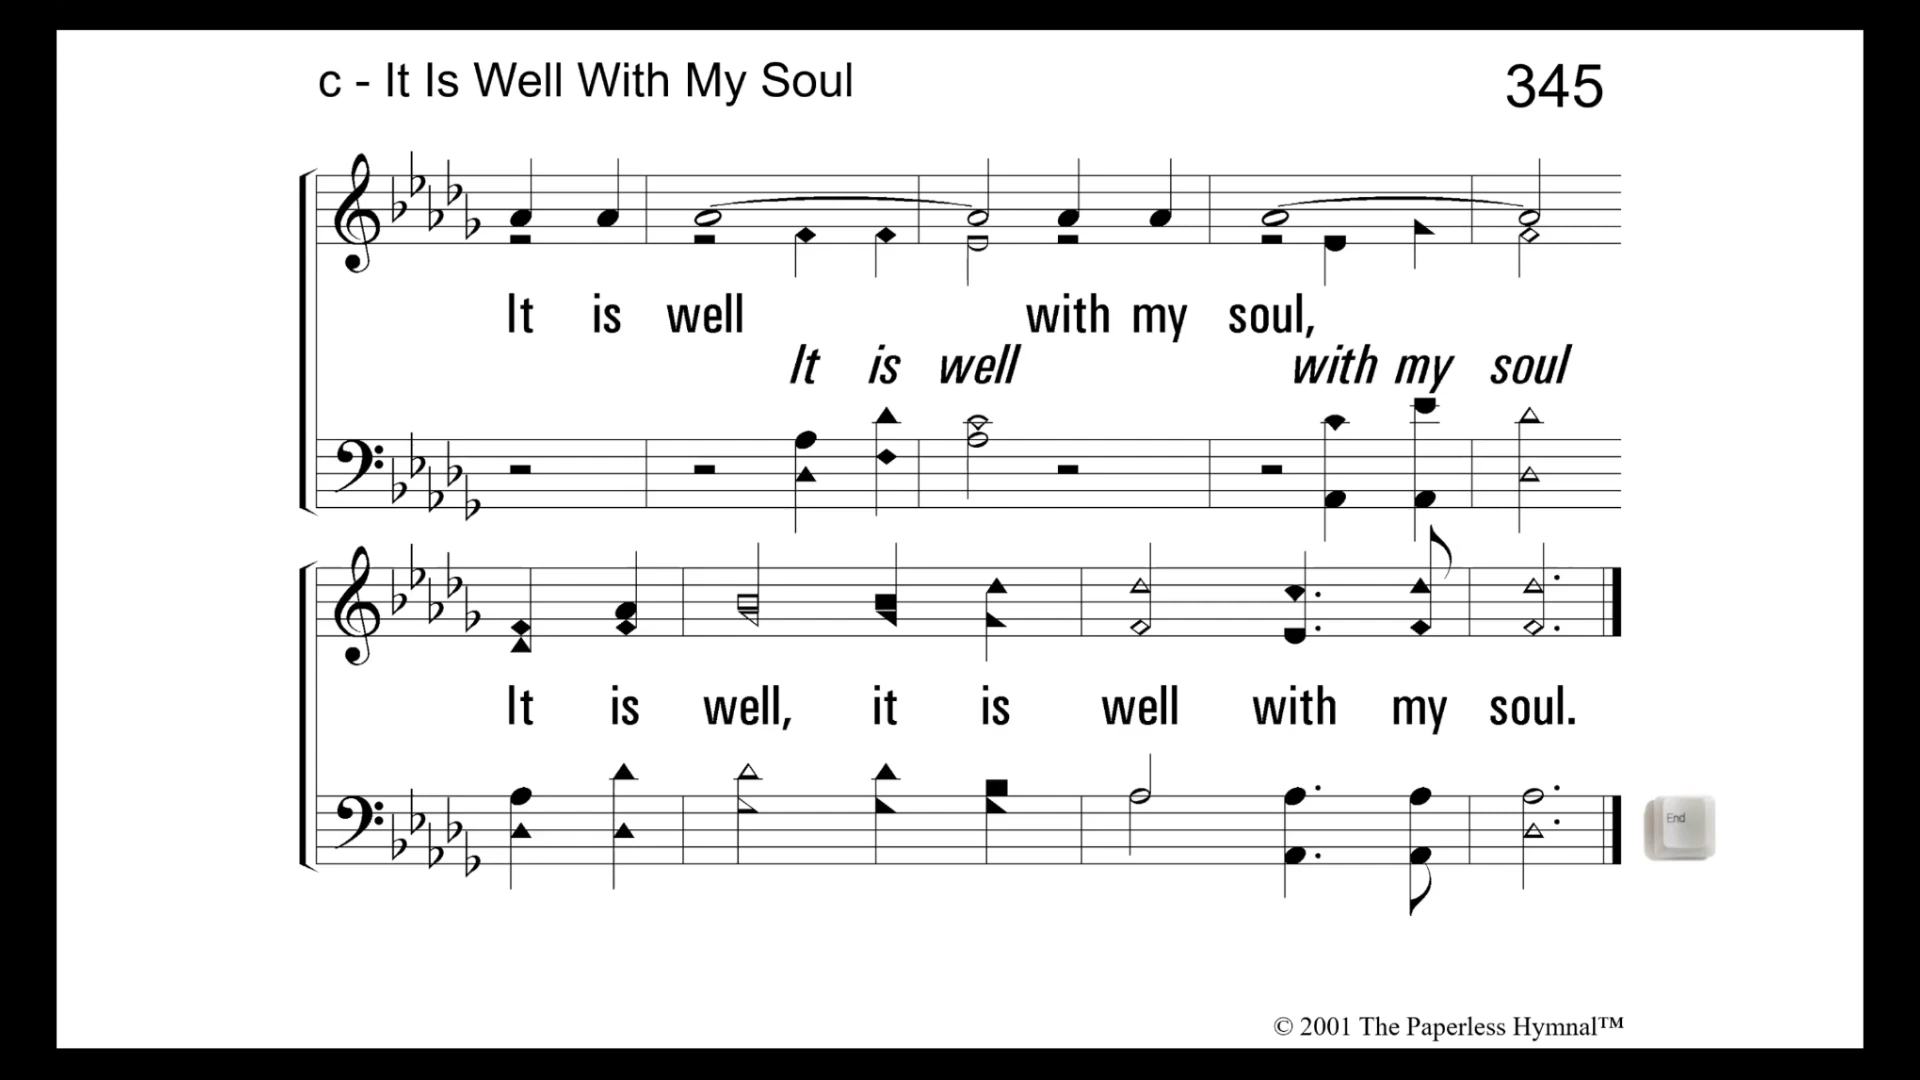 c - It Is Well With My Soul
345
It is well with my soul,
It is well with my soul
It is well, it is well with my soul.
End
© 2001 The Paperless Hymnal™